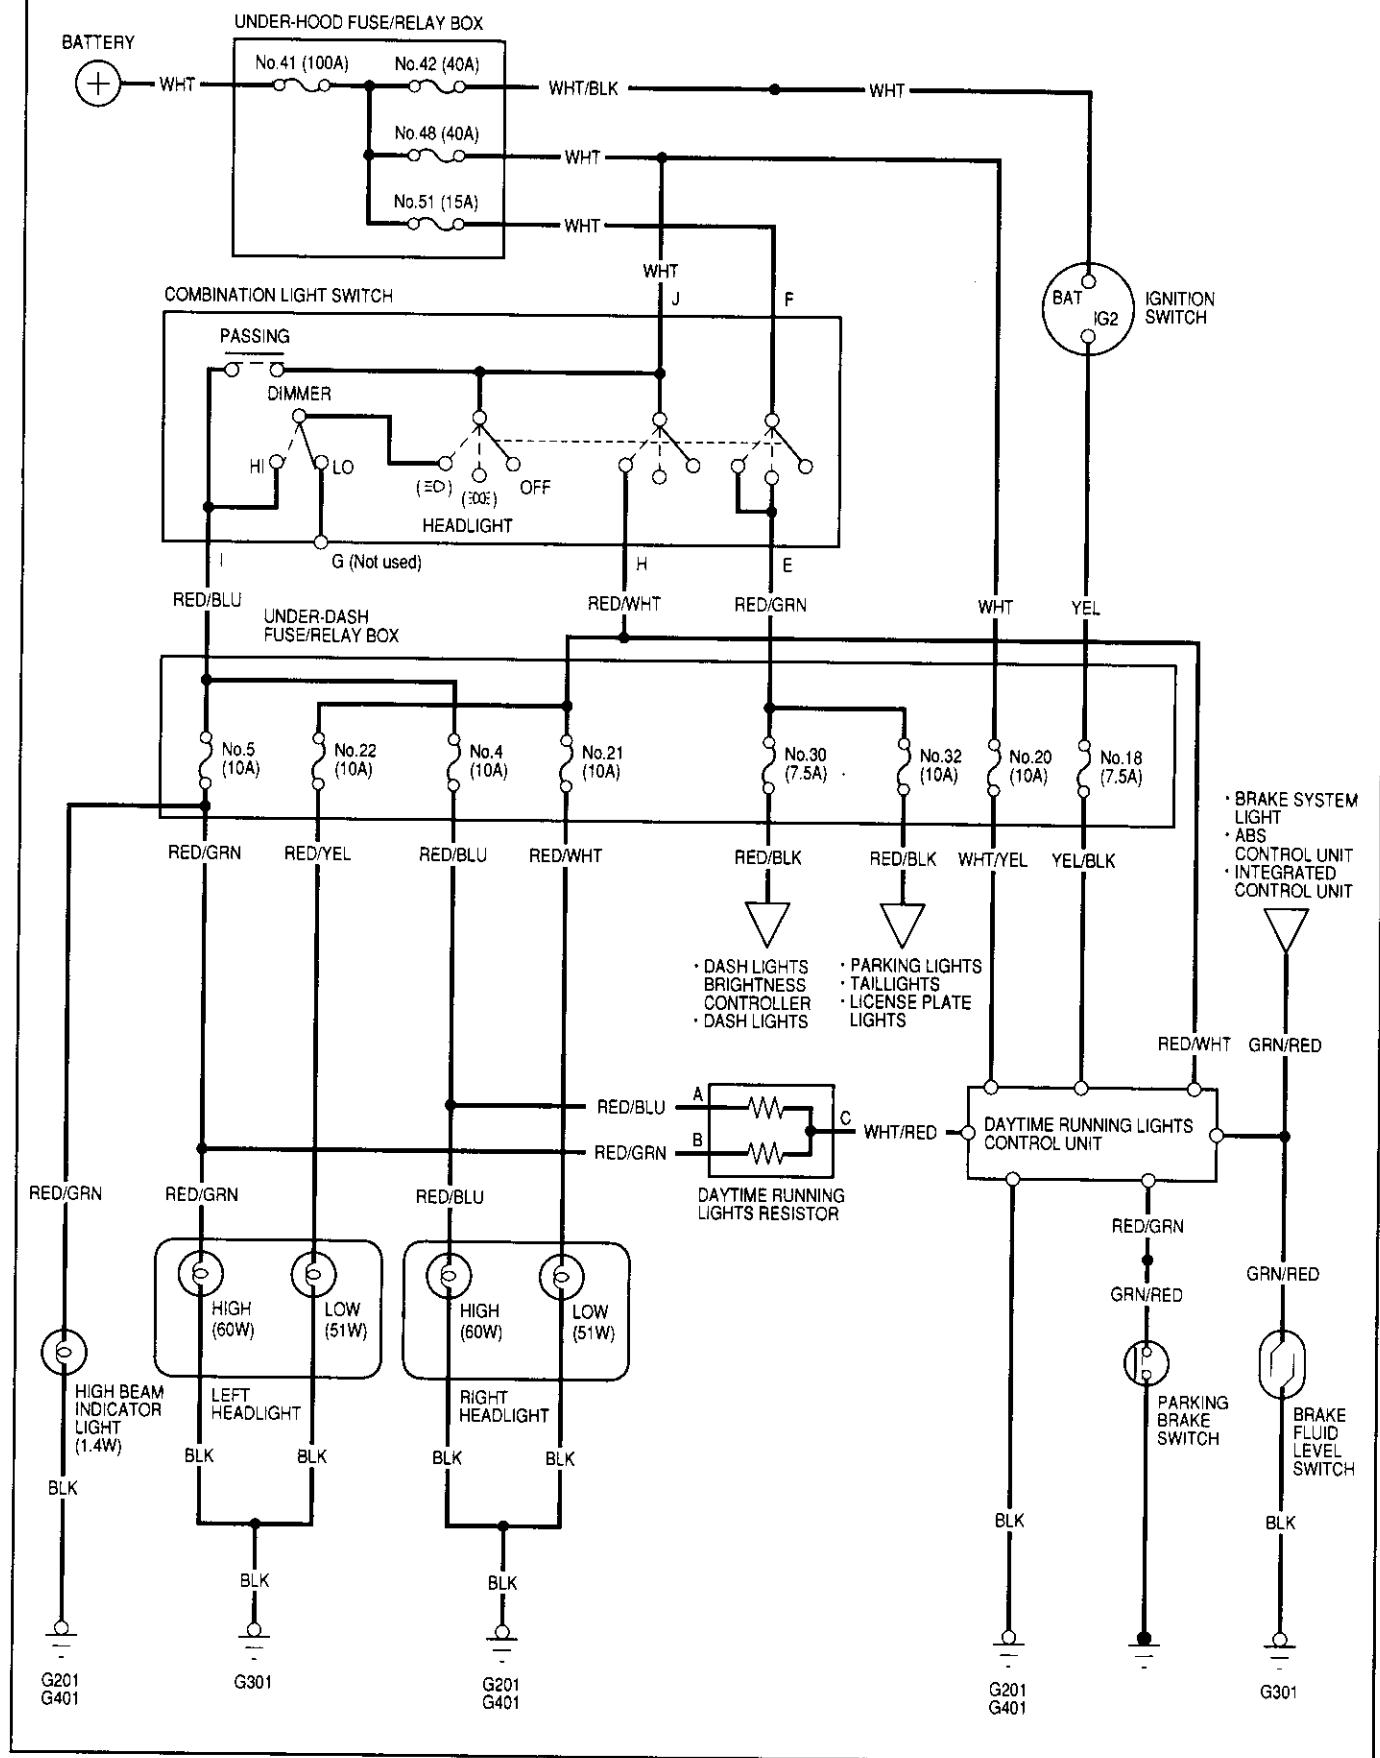 UNDER-HOOD FUSE/RELAY BOX
BATTERY
No.41 (100A)
No.42 (40A)
WHT
WHT/BLK
WHT
No.48 (40A)
WHT
No.51 (15A)
WHT
WHT
J
F
COMBINATION LIGHT SWITCH
BAT
IG2
IGNITION
SWITCH
PASSING
DIMMER
HI
LO
OFF
HEADLIGHT
I
G (Not used)
H
E
RED/BLU
RED/WHT
RED/GRN
WHT
YEL
UNDER-DASH
FUSE/RELAY BOX
No.5
(10A)
No.22
(10A)
No.4
(10A)
No.21
(10A)
No.30
(7.5A)
No.32
(10A)
No.20
(10A)
No.18
(7.5A)
· BRAKE SYSTEM
LIGHT
· ABS
CONTROL UNIT
· INTEGRATED
CONTROL UNIT
RED/GRN
RED/YEL
RED/BLU
RED/WHT
RED/BLK
RED/BLK
WHT/YEL
YEL/BLK
· DASH LIGHTS
BRIGHTNESS
CONTROLLER
· DASH LIGHTS
· PARKING LIGHTS
· TAILLIGHTS
· LICENSE PLATE
LIGHTS
RED/WHT
GRN/RED
A
RED/BLU
C
WHT/RED
DAYTIME RUNNING LIGHTS
CONTROL UNIT
B
RED/GRN
DAYTIME RUNNING
LIGHTS RESISTOR
RED/GRN
RED/GRN
RED/BLU
RED/GRN
GRN/RED
GRN/RED
HIGH
(60W)
LOW
(51W)
HIGH
(60W)
LOW
(51W)
HIGH BEAM
INDICATOR
LIGHT
(1.4W)
LEFT
HEADLIGHT
RIGHT
HEADLIGHT
PARKING
BRAKE
SWITCH
BRAKE
FLUID
LEVEL
SWITCH
BLK
BLK
BLK
BLK
BLK
BLK
BLK
BLK
BLK
G201
G401
G301
G201
G401
G201
G401
G301